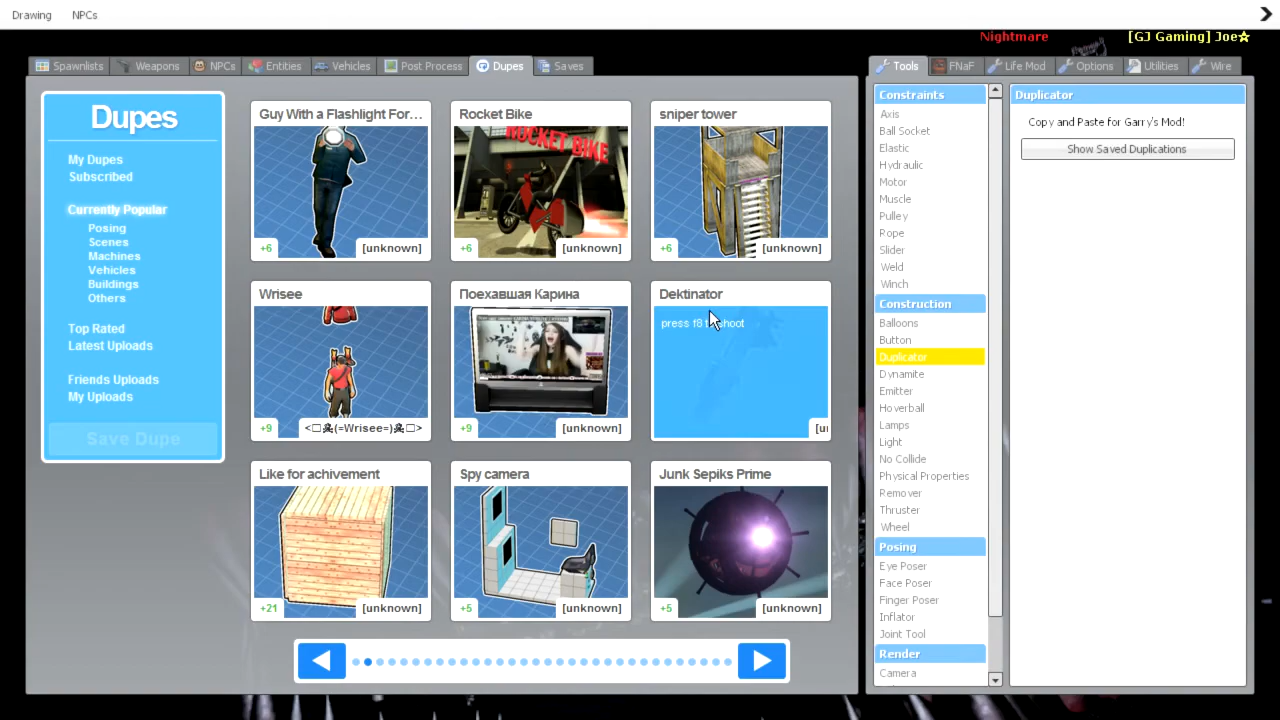 Drawing NPCs
Nightmare [GJ Gaming] Joe☆
Spawnlists Weapons NPCs Entities Vehicles Post Process Dupes Saves
Dupes
My Dupes
Subscribed
Currently Popular
Posing
Scenes
Machines
Vehicles
Buildings
Others
Top Rated
Latest Uploads
Friends Uploads
My Uploads
Save Dupe
Guy With a Flashlight For...
+6 [unknown]
Rocket Bike
ROCKET BIKE
+6 [unknown]
sniper tower
+6 [unknown]
Wrisee
+9 <□☠(=Wrisee=)☠□>
Поехавшая Карина
+9 [unknown]
Dektinator
press f8 shoot
[u
Like for achivement
+21 [unknown]
Spy camera
+5 [unknown]
Junk Sepiks Prime
+5 [unknown]
Tools FNaF Life Mod Options Utilities Wire
Constraints
Axis
Ball Socket
Elastic
Hydraulic
Motor
Muscle
Pulley
Rope
Slider
Weld
Winch
Construction
Balloons
Button
Duplicator
Dynamite
Emitter
Hoverball
Lamps
Light
No Collide
Physical Properties
Remover
Thruster
Wheel
Posing
Eye Poser
Face Poser
Finger Poser
Inflator
Joint Tool
Render
Camera
Duplicator
Copy and Paste for Garry's Mod!
Show Saved Duplications